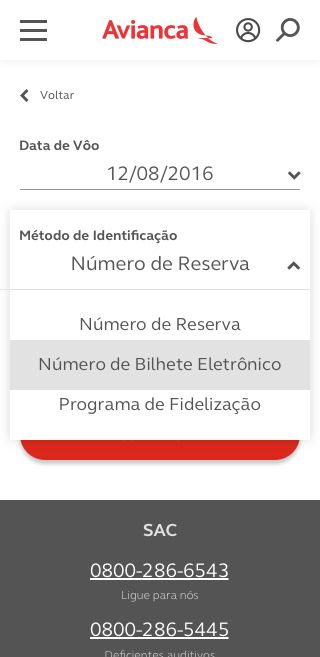 Avianca
Voltar
Data de Vôo
12/08/2016
Método de Identificação
Número de Reserva
Número de Reserva
Número de Bilhete Eletrônico
Programa de Fidelização
SAC
0800-286-6543
Ligue para nós
0800-286-5445
Deficientes auditivos